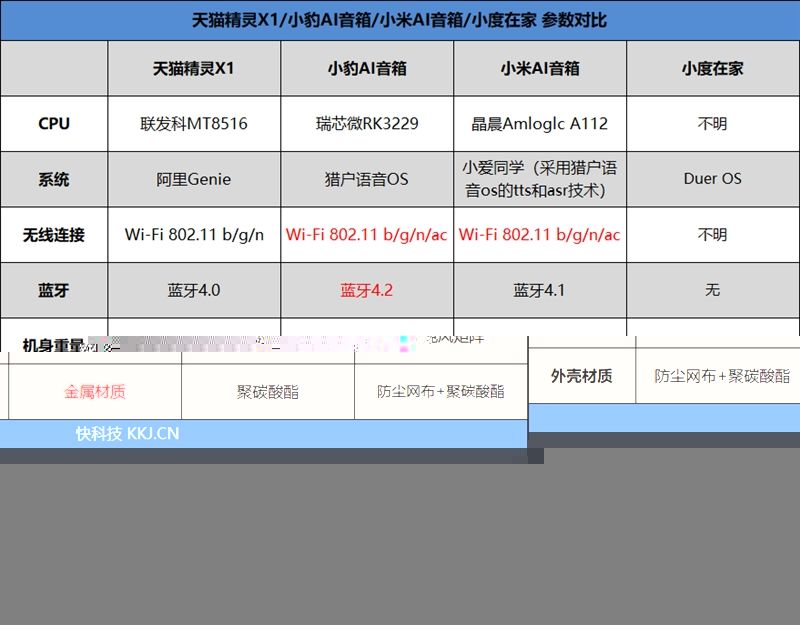 天猫精灵X1/小豹AI音箱/小米AI音箱/小度在家 参数对比
天猫精灵X1 小豹AI音箱 小米AI音箱 小度在家
CPU 联发科MT8516 瑞芯微RK3229 晶晨Amloglc A112 不明
系统 阿里Genie 猎户语音OS 小爱同学（采用猎户语音os的tts和asr技术） Duer OS
无线连接 Wi-Fi 802.11 b/g/n Wi-Fi 802.11 b/g/n/ac Wi-Fi 802.11 b/g/n/ac 不明
蓝牙 蓝牙4.0 蓝牙4.2 蓝牙4.1 无
机身重量
外壳材质 防尘网布+聚碳酸酯
金属材质 聚碳酸酯 防尘网布+聚碳酸酯
快科技 KKJ.CN